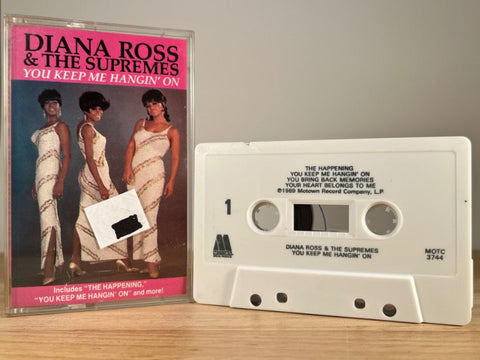 DIANA ROSS
& THE SUPREMES
YOU KEEP ME HANGIN' ON
Includes "THE HAPPENING,"
"YOU KEEP ME HANGIN' ON" and more!
THE HAPPENING
YOU KEEP ME HANGIN' ON
YOU BRING BACK MEMORIES
YOUR HEART BELONGS TO ME
℗1989 Motown Record Company, L.P.
1
DIANA ROSS & THE SUPREMES
YOU KEEP ME HANGIN' ON
MOTC
3744